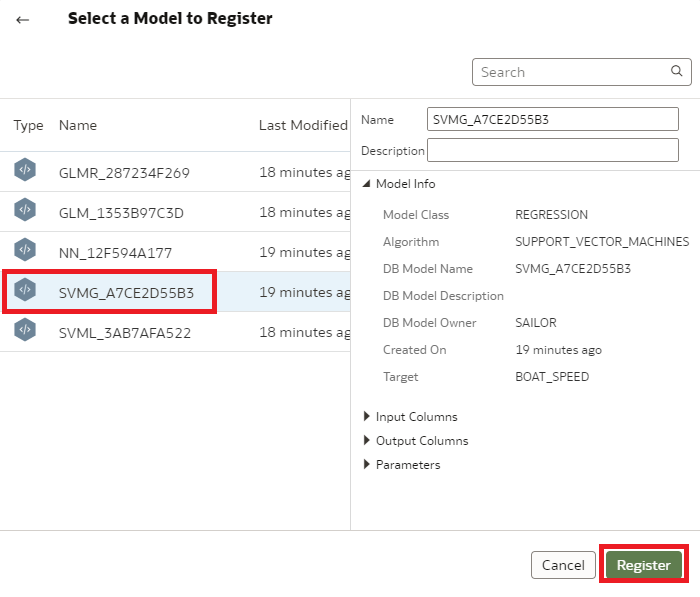 ← Select a Model to Register
Search
Type Name Last Modified
GLMR_287234F269 18 minutes ag
GLM_1353B97C3D 18 minutes ag
NN_12F594A177 19 minutes ag
SVMG_A7CE2D55B3 19 minutes ag
SVML_3AB7AFA522 18 minutes ag
Name SVMG_A7CE2D55B3
Description
Model Info
Model Class REGRESSION
Algorithm SUPPORT_VECTOR_MACHINES
DB Model Name SVMG_A7CE2D55B3
DB Model Description
DB Model Owner SAILOR
Created On 19 minutes ago
Target BOAT_SPEED
Input Columns
Output Columns
Parameters
Cancel Register